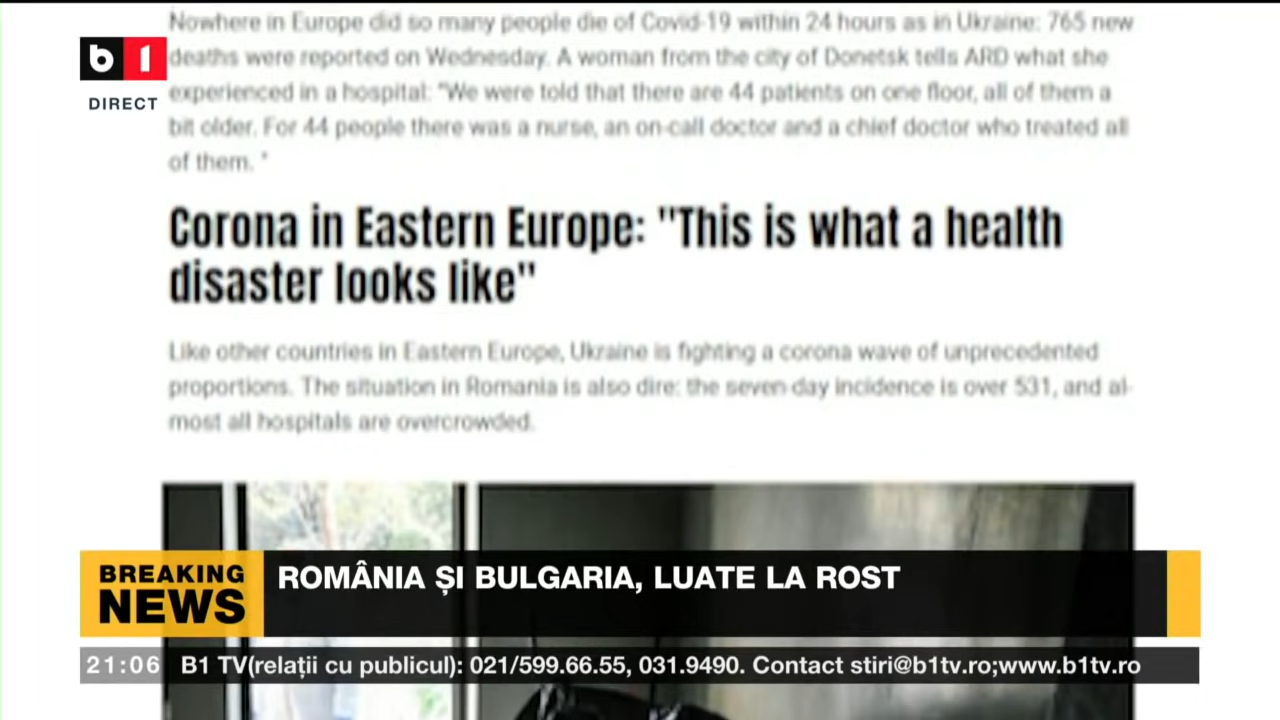 Nowhere in Europe did so many people die of Covid-19 within 24 hours as in Ukraine: 765 new
deaths were reported on Wednesday. A woman from the city of Donetsk tells ARD what she
experienced in a hospital: "We were told that there are 44 patients on one floor, all of them a
bit older. For 44 people there was a nurse, an on-call doctor and a chief doctor who treated all
of them. "
b1
DIRECT
Corona in Eastern Europe: "This is what a health
disaster looks like"
Like other countries in Eastern Europe, Ukraine is fighting a corona wave of unprecedented
proportions. The situation in Romania is also dire: the seven-day incidence is over 531, and al-
most all hospitals are overcrowded.
BREAKING
NEWS
ROMÂNIA ȘI BULGARIA, LUATE LA ROST
21:06 B1 TV(relații cu publicul): 021/599.66.55, 031.9490. Contact stiri@b1tv.ro;www.b1tv.ro